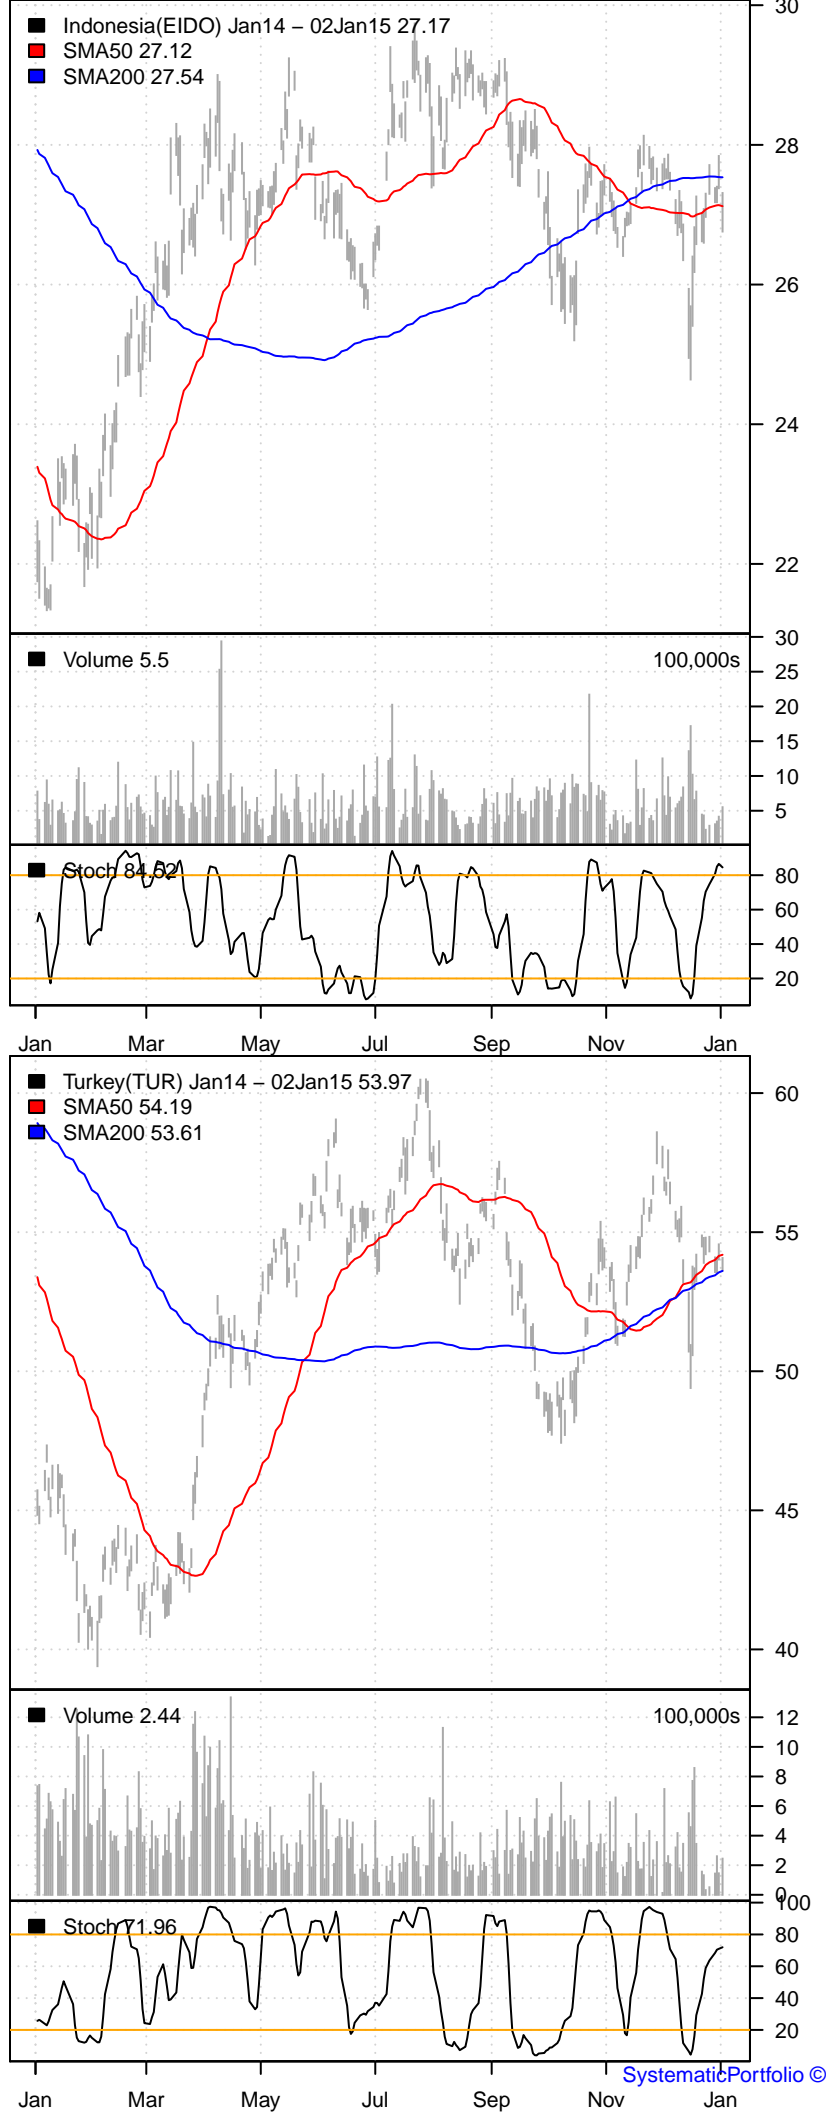 30
Indonesia(EIDO) Jan14 – 02Jan15 27.17
SMA50 27.12
SMA200 27.54
28
26
24
22
30
Volume 5.5 100,000s
25
20
15
10
5
Stoch 84.52
80
60
40
20
Jan Mar May Jul Sep Nov Jan
Turkey(TUR) Jan14 – 02Jan15 53.97
60
SMA50 54.19
SMA200 53.61
55
50
45
40
Volume 2.44 100,000s
12
10
8
6
4
2
0
100
Stoch 71.96
80
60
40
20
SystematicPortfolio ©
Jan Mar May Jul Sep Nov Jan